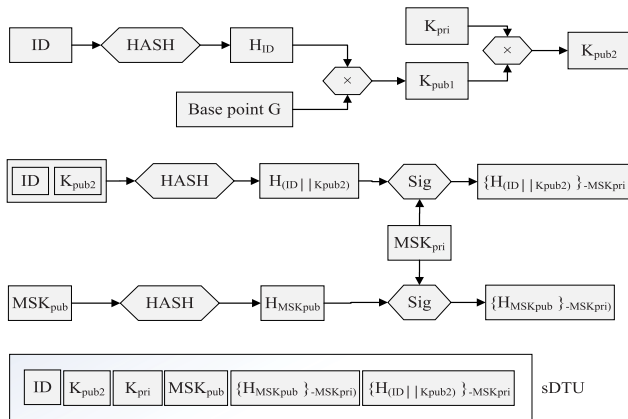 ID HASH H_ID × K_pri × K_pub2
Base point G K_pub1
ID K_pub2 HASH H_(ID||Kpub2) Sig {H_(ID||Kpub2) }_-MSKpri
MSK_pri
MSK_pub HASH H_MSKpub Sig {H_MSKpub }_-MSKpri)
ID K_pub2 K_pri MSK_pub {H_MSKpub }_-MSKpri) {H_(ID||Kpub2) }_-MSKpri sDTU